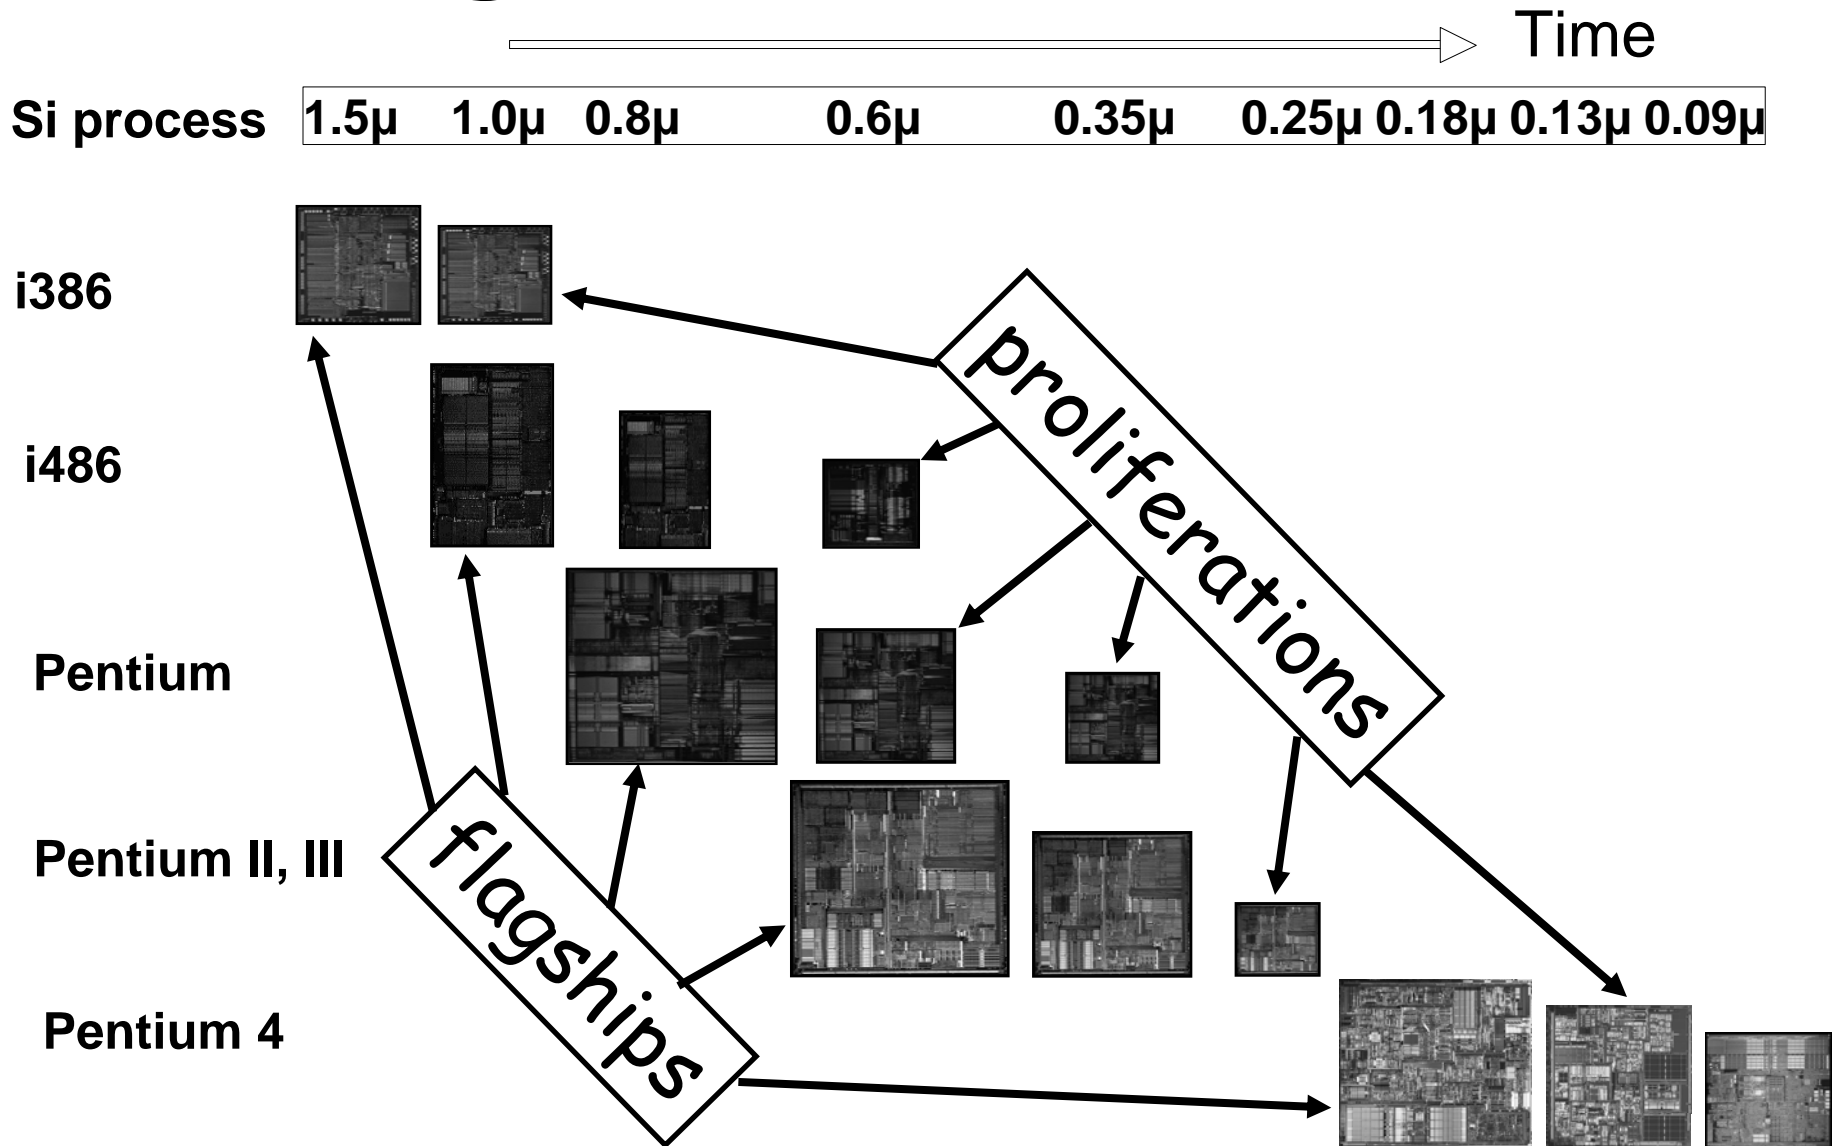 Time
Si process 1.5µ 1.0µ 0.8µ 0.6µ 0.35µ 0.25µ 0.18µ 0.13µ 0.09µ
i386
proliferations
i486
Pentium
Pentium II, III
flagships
Pentium 4